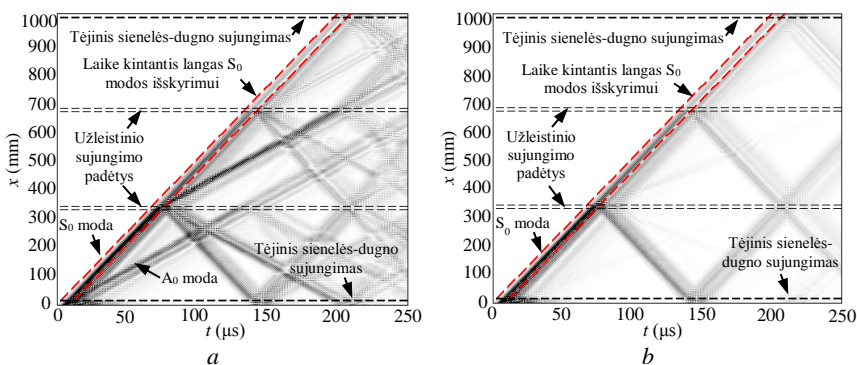 1000
900
800
700
600
500
400
300
200
100
0
x (mm)
Tėjinis sienelės-dugno sujungimas
Laike kintantis langas S0
modos išskyrimui
Užleistinio
sujungimo
padėtys
S0 moda
A0 moda
Tėjinis sienelės-dugno
sujungimas
0
50
100
150
200
250
t (µs)
a
1000
900
800
700
600
500
400
300
200
100
0
x (mm)
Tėjinis sienelės-dugno sujungimas
Laike kintantis langas S0
modos išskyrimui
Užleistinio
sujungimo
padėtys
S0 moda
Tėjinis sienelės-
dugno sujungimas
0
50
100
150
200
250
t (µs)
b